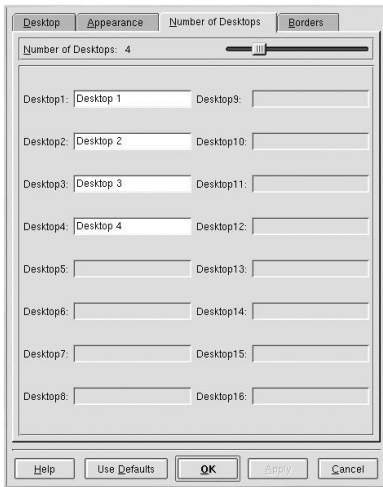 Desktop Appearance Number of Desktops Borders
Number of Desktops: 4
Desktop1: Desktop 1 Desktop9:
Desktop2: Desktop 2 Desktop10:
Desktop3: Desktop 3 Desktop11:
Desktop4: Desktop 4 Desktop12:
Desktop5: Desktop13:
Desktop6: Desktop14:
Desktop7: Desktop15:
Desktop8: Desktop16:
Help Use Defaults OK Apply Cancel